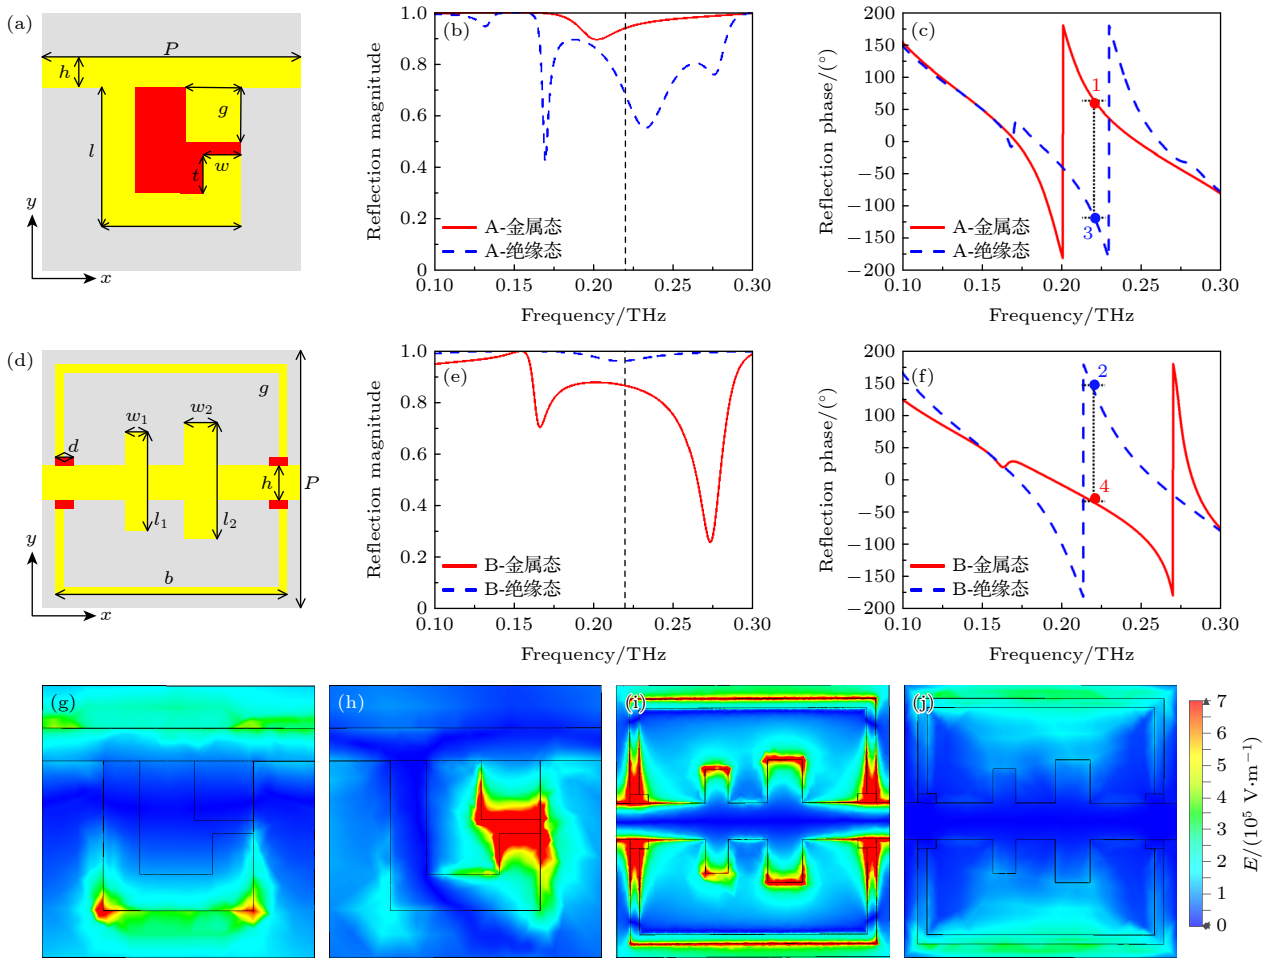 (a)
P
h
g
l
w
t
y
x
(b)
Reflection magnitude
1.0
0.8
0.6
0.4
0.2
0
A-金属态
A-绝缘态
0.10 0.15 0.20 0.25 0.30
Frequency/THz
(c)
Reflection phase/(°)
200
150
100
50
0
−50
−100
−150
−200
1
3
A-金属态
A-绝缘态
0.10 0.15 0.20 0.25 0.30
Frequency/THz
(d)
g
w1 w2
d
h P
l1 l2
b
y
x
(e)
Reflection magnitude
1.0
0.8
0.6
0.4
0.2
0
B-金属态
B-绝缘态
0.10 0.15 0.20 0.25 0.30
Frequency/THz
(f)
Reflection phase/(°)
200
150
100
50
0
−50
−100
−150
−200
2
4
B-金属态
B-绝缘态
0.10 0.15 0.20 0.25 0.30
Frequency/THz
(g)
(h)
(i)
(j)
7
6
5
4
3
2
1
0
E/(10⁵ V·m⁻¹)